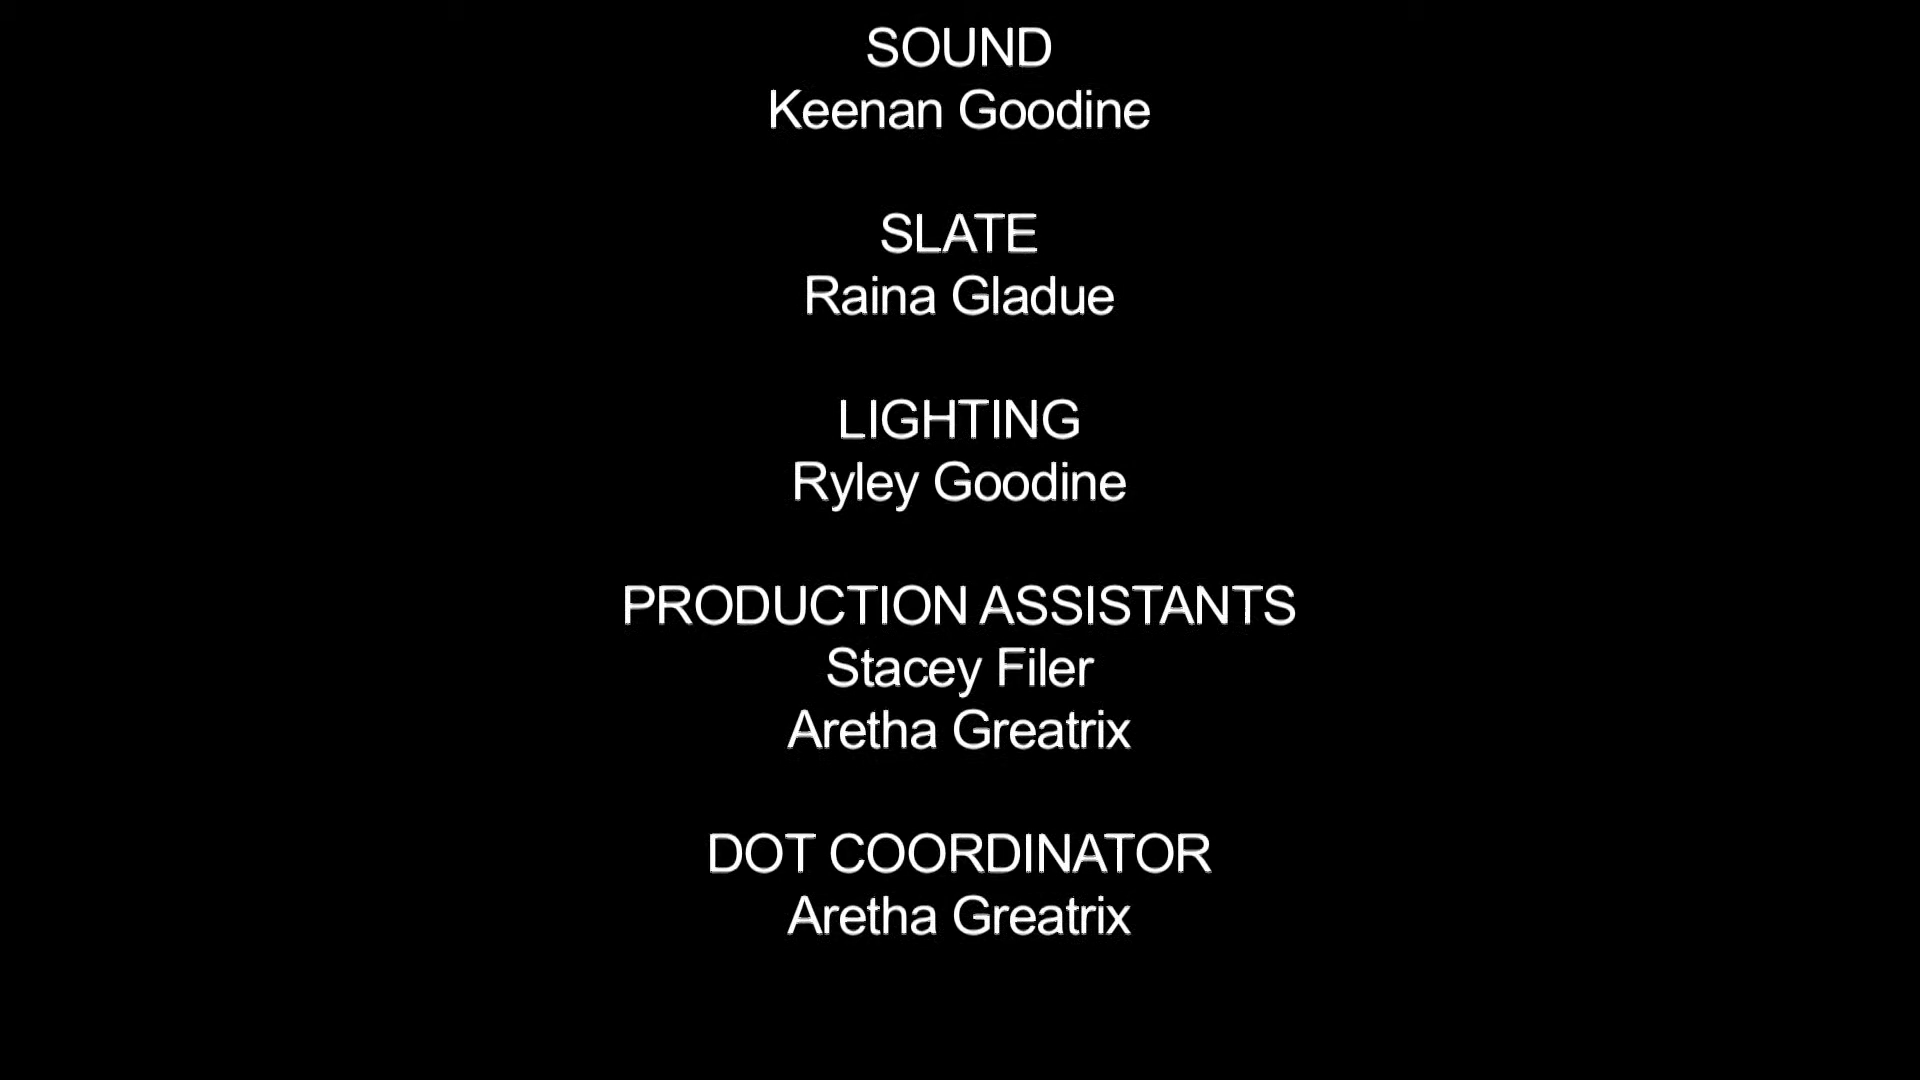 SOUND
Keenan Goodine
SLATE
Raina Gladue
LIGHTING
Ryley Goodine
PRODUCTION ASSISTANTS
Stacey Filer
Aretha Greatrix
DOT COORDINATOR
Aretha Greatrix